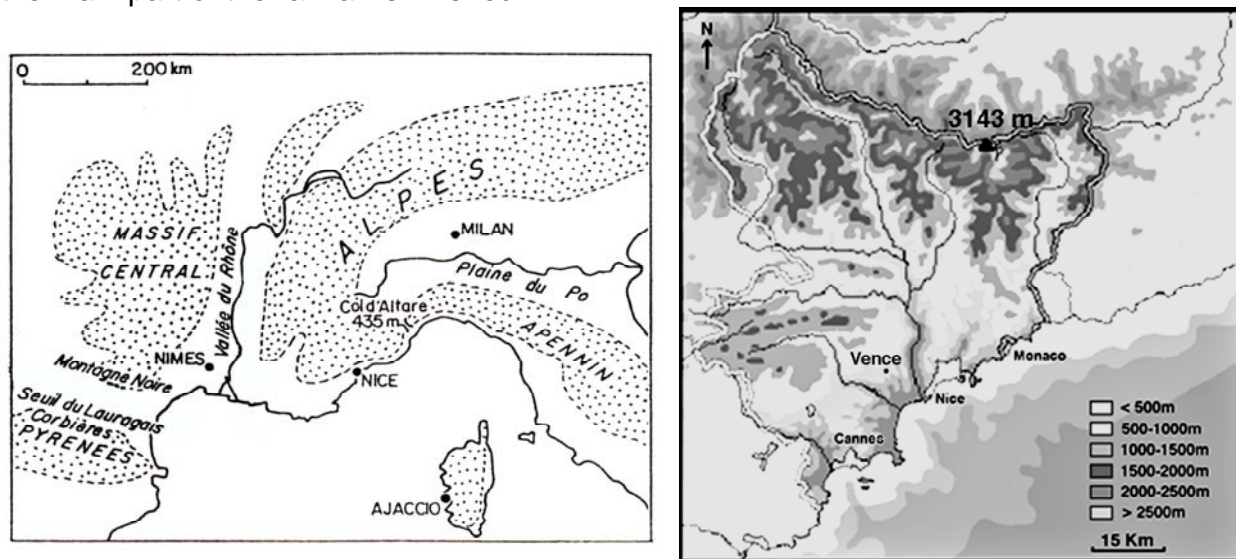 0 200 km
MASSIF
CENTRAL
Vallée du Rhône
ALPES
MILAN
Plaine du Po
Col d'Altare
435 m
APENNIN
NIMES
NICE
Montagne Noire
Seuil du Lauragais
Corbières
PYRENEES
AJACCIO
N
3143 m
Vence
Monaco
Nice
Cannes
< 500m
500-1000m
1000-1500m
1500-2000m
2000-2500m
> 2500m
15 Km